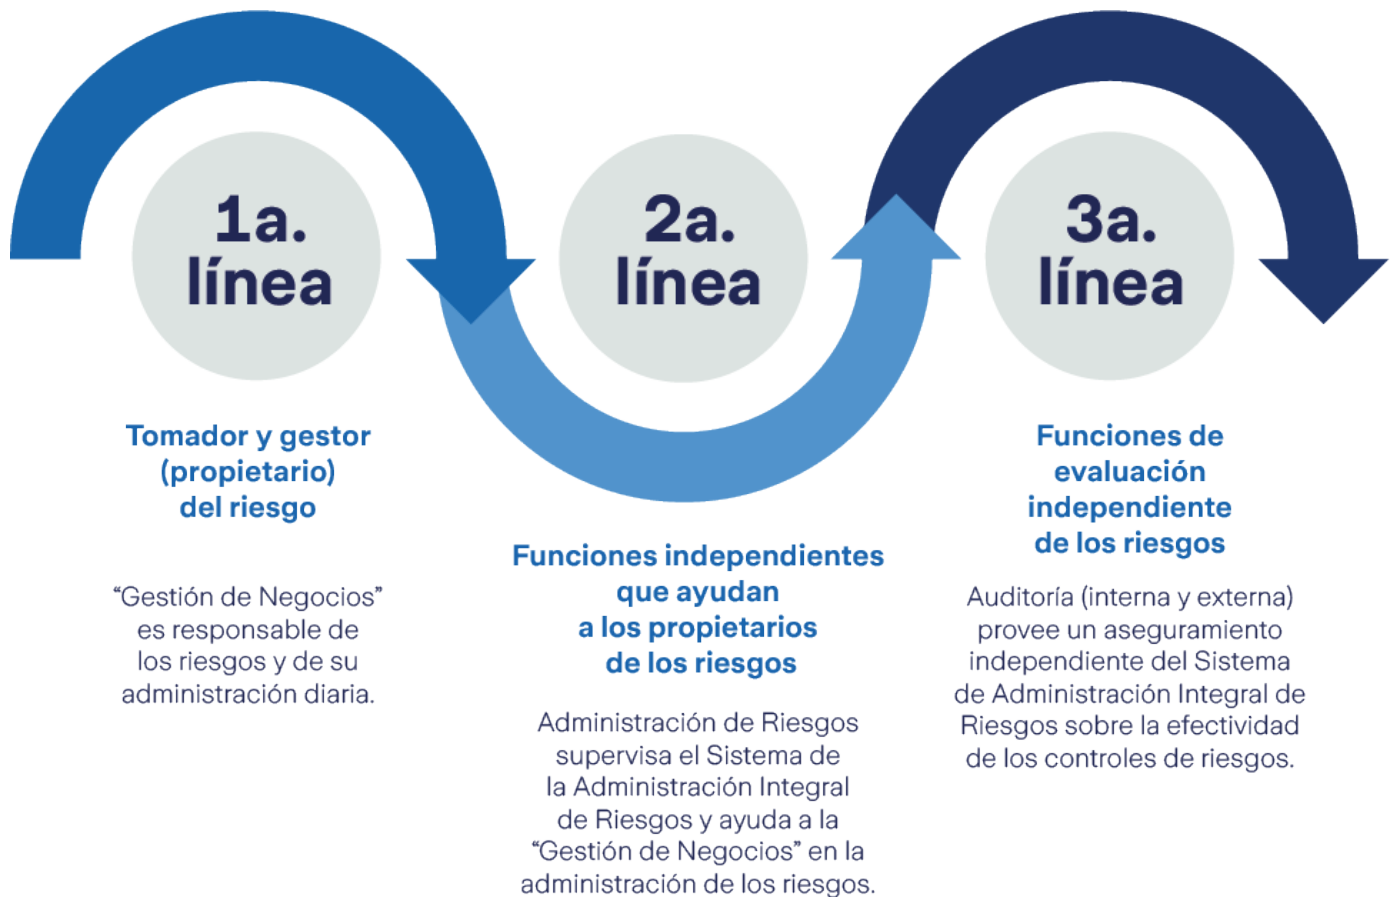 1a.
línea
Tomador y gestor
(propietario)
del riesgo
“Gestión de Negocios”
es responsable de
los riesgos y de su
administración diaria.
2a.
línea
Funciones independientes
que ayudan
a los propietarios
de los riesgos
Administración de Riesgos
supervisa el Sistema de
la Administración Integral
de Riesgos y ayuda a la
“Gestión de Negocios” en la
administración de los riesgos.
3a.
línea
Funciones de
evaluación
independiente
de los riesgos
Auditoría (interna y externa)
provee un aseguramiento
independiente del Sistema
de Administración Integral de
Riesgos sobre la efectividad
de los controles de riesgos.